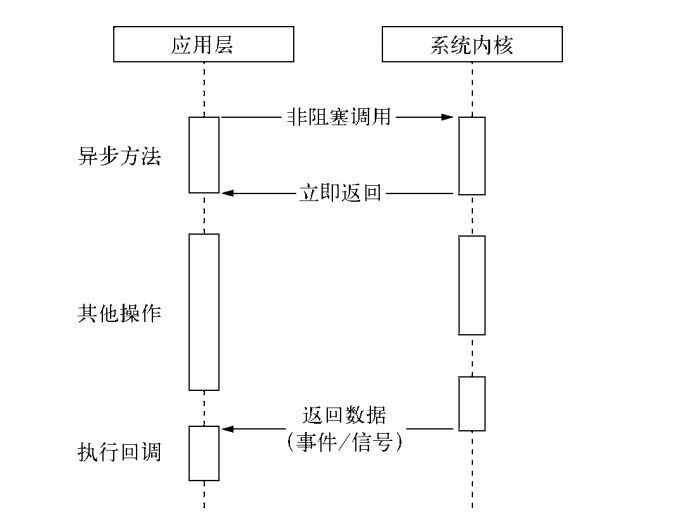 应用层
系统内核
非阻塞调用
异步方法
立即返回
其他操作
返回数据
(事件/信号)
执行回调